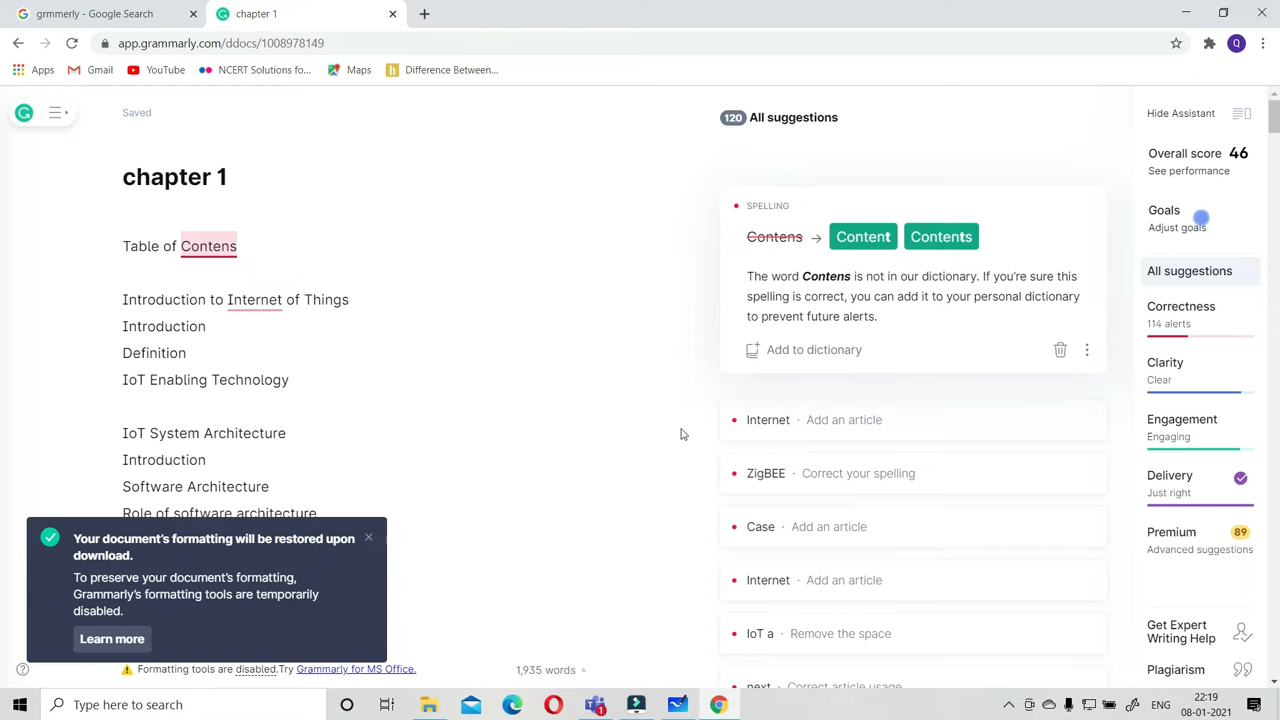 grmmerly - Google Search
chapter 1
app.grammarly.com/ddocs/1008978149
Q
Apps
Gmail
YouTube
NCERT Solutions fo...
Maps
Difference Between...
Saved
chapter 1
Table of Contens
Introduction to Internet of Things
Introduction
Definition
IoT Enabling Technology
IoT System Architecture
Introduction
Software Architecture
Role of software architecture
Your document's formatting will be restored upon
download.
To preserve your document's formatting,
Grammarly's formatting tools are temporarily
disabled.
Learn more
Formatting tools are disabled.Try Grammarly for MS Office.
1,935 words
120 All suggestions
SPELLING
Contens → Content Contents
The word Contens is not in our dictionary. If you're sure this
spelling is correct, you can add it to your personal dictionary
to prevent future alerts.
Add to dictionary
Internet · Add an article
ZigBEE · Correct your spelling
Case · Add an article
Internet · Add an article
IoT a · Remove the space
next · Correct article usage
Hide Assistant
Overall score 46
See performance
Goals
Adjust goals
All suggestions
Correctness
114 alerts
Clarity
Clear
Engagement
Engaging
Delivery
Just right
Premium 89
Advanced suggestions
Get Expert
Writing Help
Plagiarism
Type here to search
1
ENG
22:19
08-01-2021